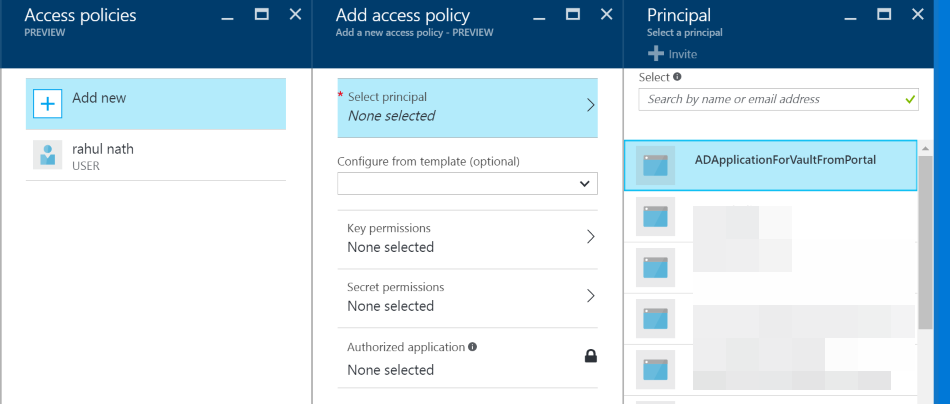 Access policies
PREVIEW
Add new
rahul nath
USER
Add access policy
Add a new access policy - PREVIEW
* Select principal
None selected
Configure from template (optional)
Key permissions
None selected
Secret permissions
None selected
Authorized application
None selected
Principal
Select a principal
Invite
Select
Search by name or email address
ADApplicationForVaultFromPortal